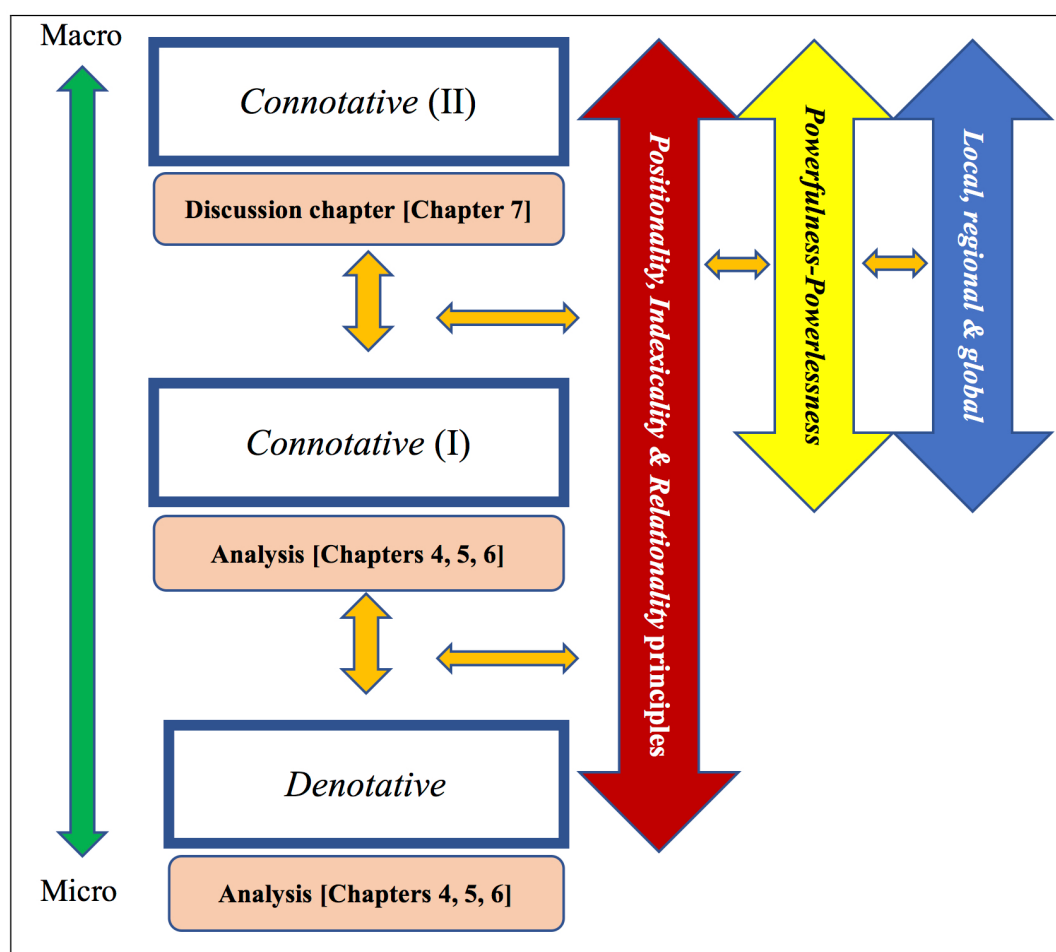 Macro
Connotative (II)
Discussion chapter [Chapter 7]
Connotative (I)
Analysis [Chapters 4, 5, 6]
Denotative
Micro
Analysis [Chapters 4, 5, 6]
Positionality, Indexicality & Relationality principles
Powerfulness-Powerlessness
Local, regional & global